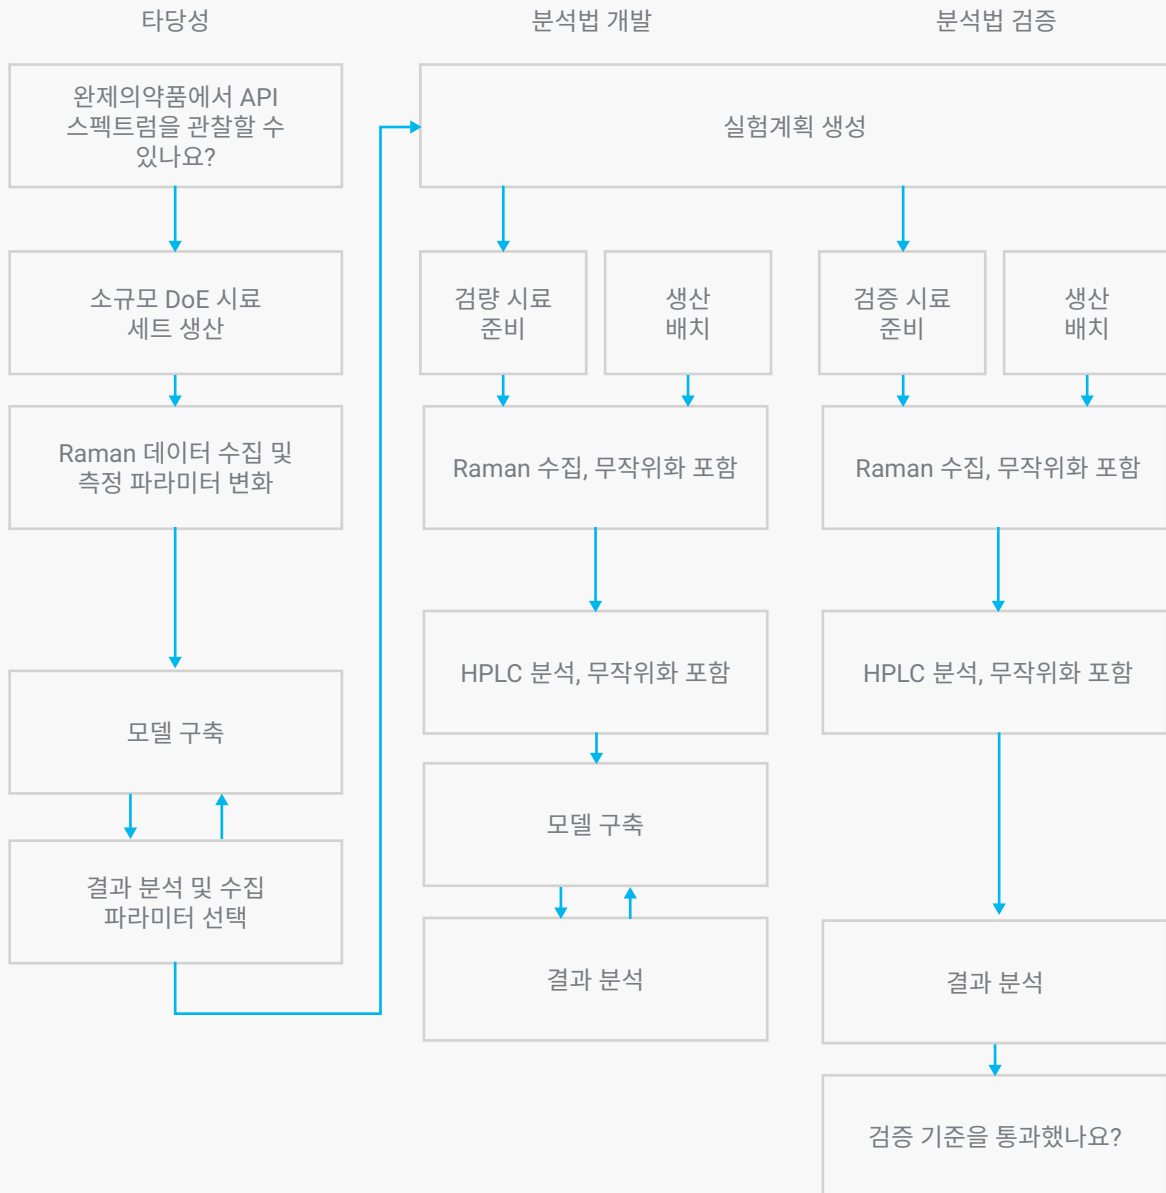 타당성
완제의약품에서 API
스펙트럼을 관찰할 수
있나요?
소규모 DoE 시료
세트 생산
Raman 데이터 수집 및
측정 파라미터 변화
모델 구축
결과 분석 및 수집
파라미터 선택
분석법 개발
분석법 검증
실험계획 생성
검량 시료
준비
생산
배치
Raman 수집, 무작위화 포함
HPLC 분석, 무작위화 포함
모델 구축
결과 분석
검증 시료
준비
생산
배치
Raman 수집, 무작위화 포함
HPLC 분석, 무작위화 포함
결과 분석
검증 기준을 통과했나요?